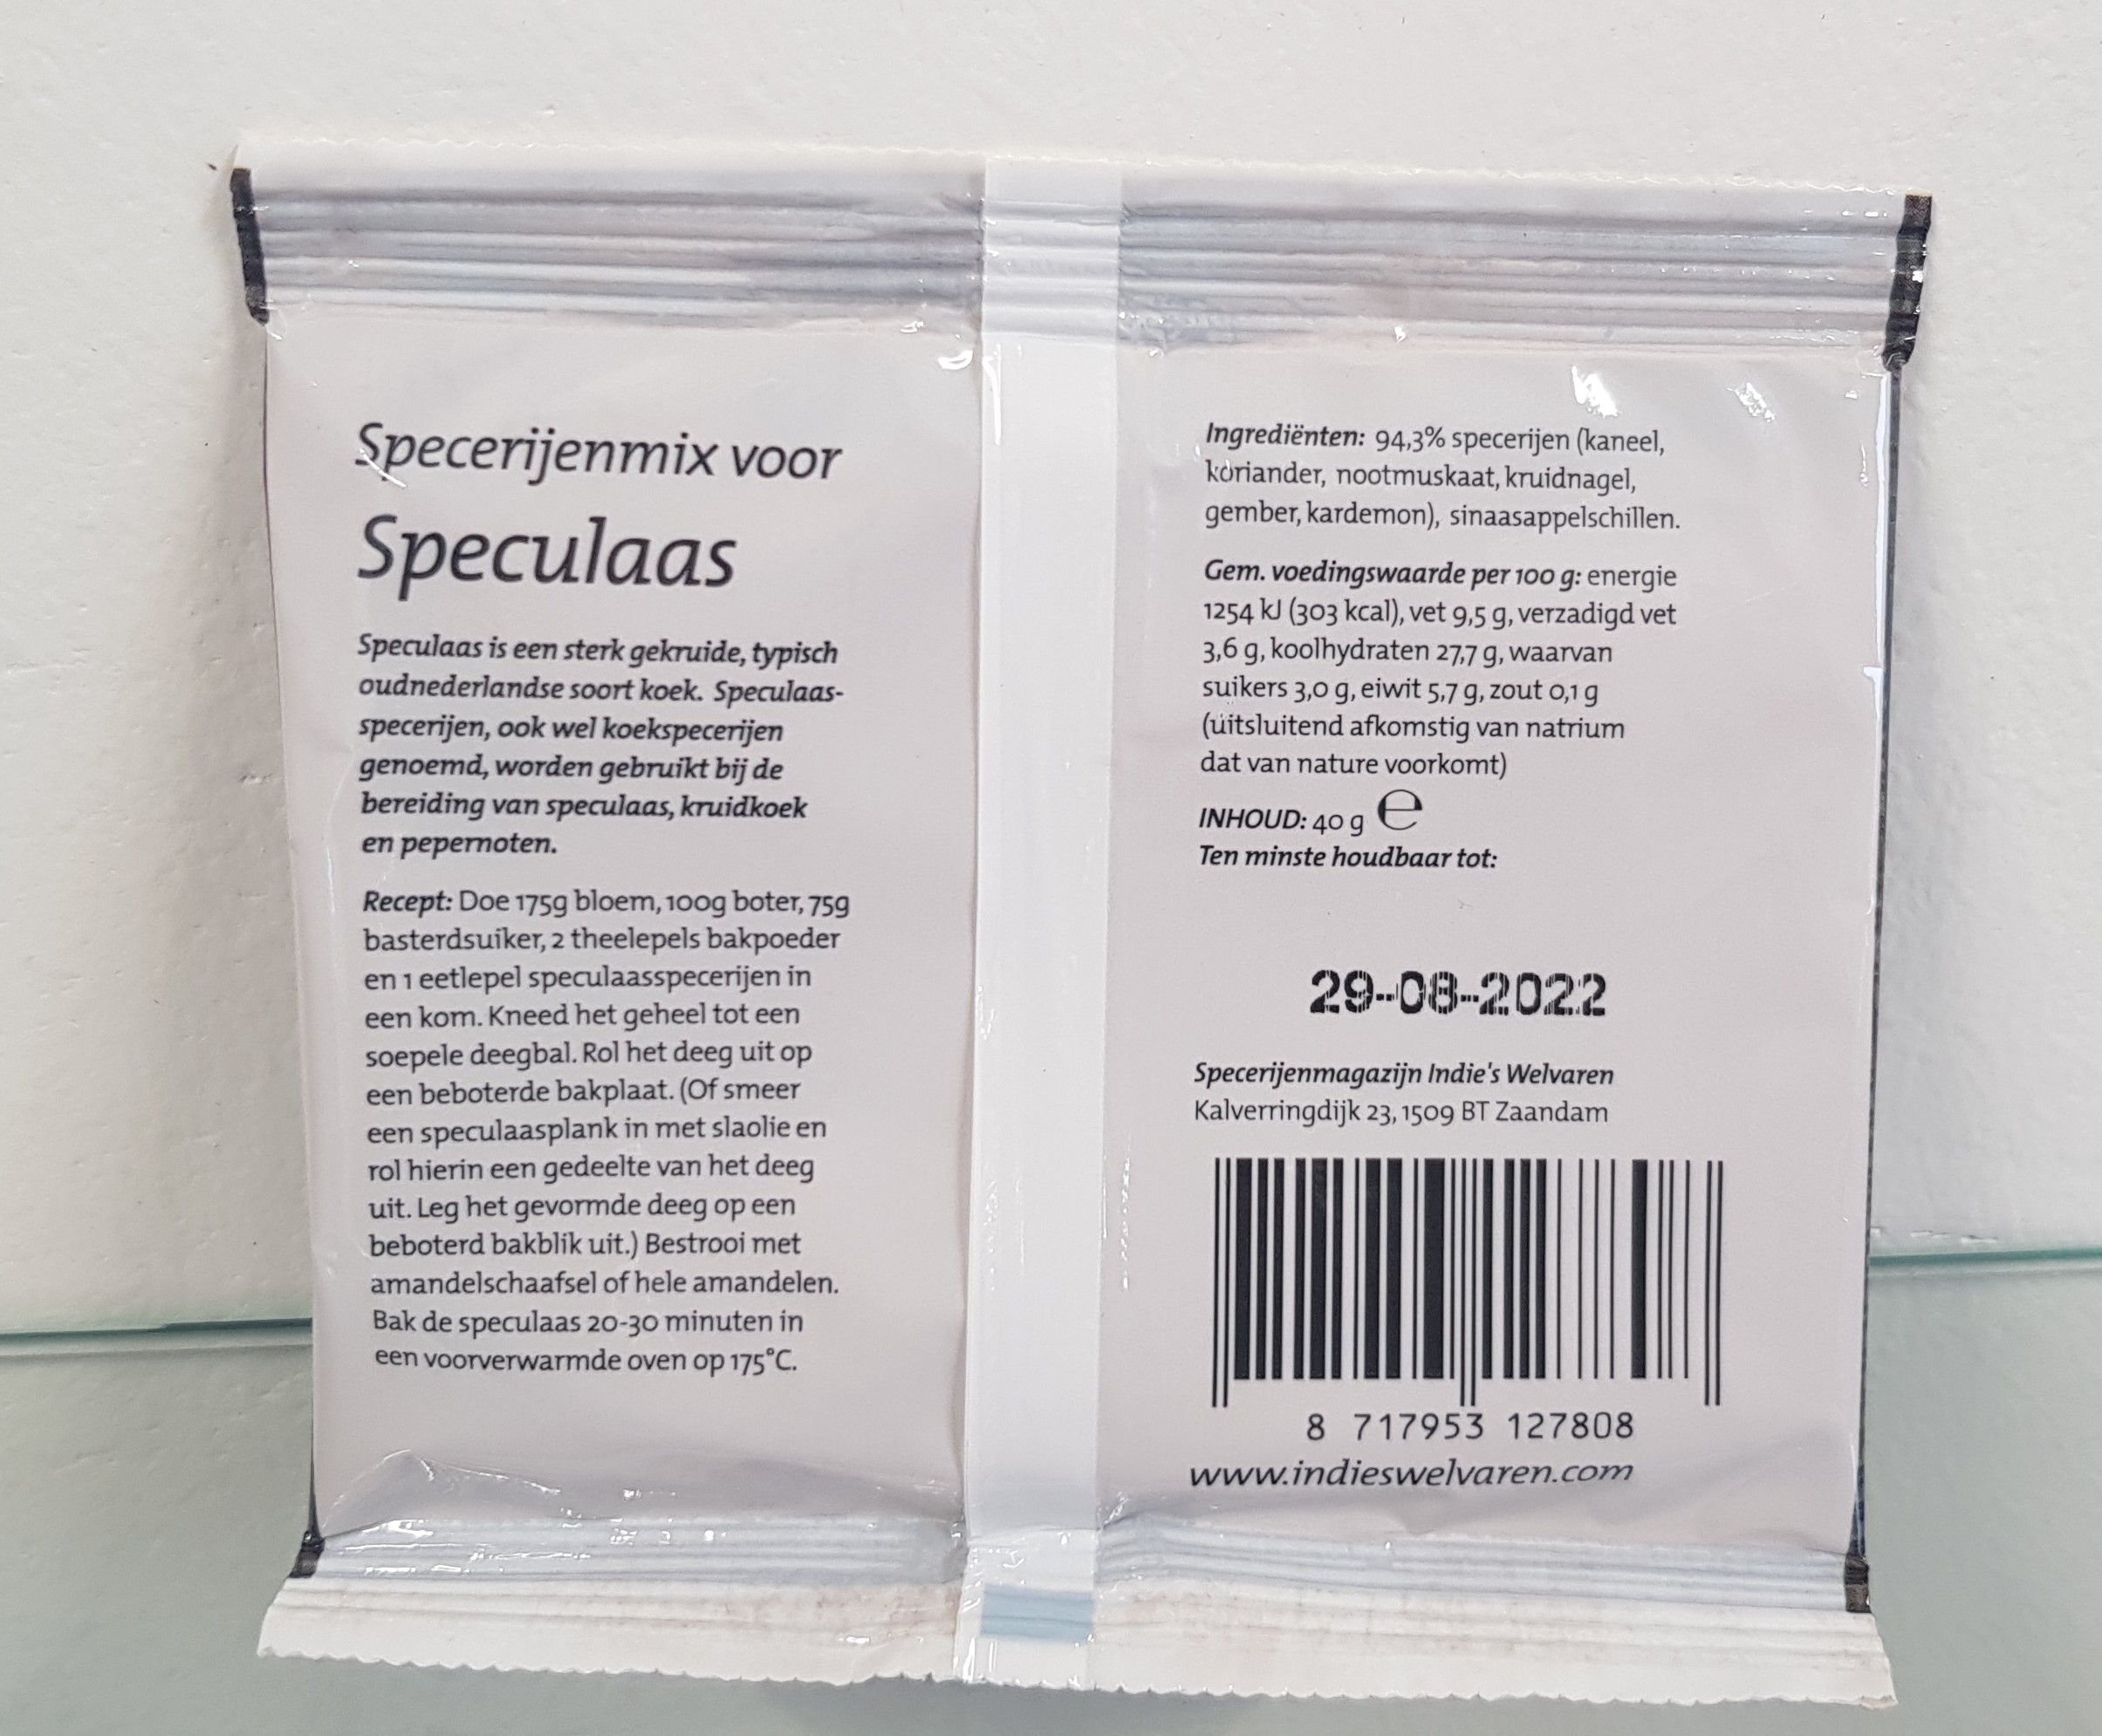 Specerijenmix voor
Speculaas
Speculaas is een sterk gekruide, typisch
oudnederlandse soort koek. Speculaas-
specerijen, ook wel koekspecerijen
genoemd, worden gebruikt bij de
bereiding van speculaas, kruidkoek
en pepernoten.
Recept: Doe 175g bloem, 100g boter, 75g
basterdsuiker, 2 theelepels bakpoeder
en 1 eetlepel speculaasspecerijen in
een kom. Kneed het geheel tot een
soepele deegbal. Rol het deeg uit op
een beboterde bakplaat. (Of smeer
een speculaasplank in met slaolie en
rol hierin een gedeelte van het deeg
uit. Leg het gevormde deeg op een
beboterd bakblik uit.) Bestrooi met
amandelschaafsel of hele amandelen.
Bak de speculaas 20-30 minuten in
een voorverwarmde oven op 175°C.
Ingrediënten: 94,3% specerijen (kaneel,
koriander, nootmuskaat, kruidnagel,
gember, kardemon), sinaasappelschillen.
Gem. voedingswaarde per 100 g: energie
1254 kJ (303 kcal), vet 9,5 g, verzadigd vet
3,6 g, koolhydraten 27,7 g, waarvan
suikers 3,0 g, eiwit 5,7 g, zout 0,1 g
(uitsluitend afkomstig van natrium
dat van nature voorkomt)
INHOUD: 40 g ℮
Ten minste houdbaar tot:
29-08-2022
Specerijenmagazijn Indie's Welvaren
Kalverringdijk 23, 1509 BT Zaandam
8 717953 127808
www.indieswelvaren.com